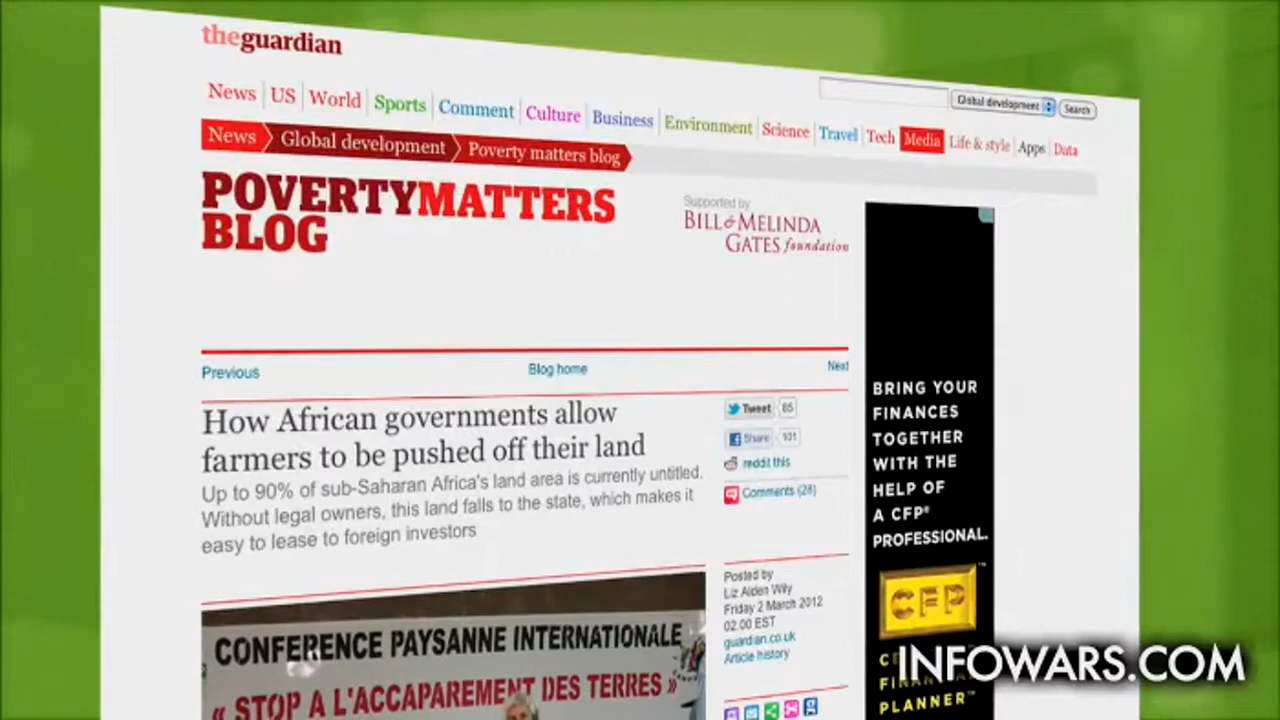 theguardian
News US World Sports Comment Culture Business Environment Science Travel Tech Media Life & style Apps Data
Global development Search
News Global development Poverty matters blog
POVERTYMATTERS
BLOG
Supported by
BILL & MELINDA
GATES foundation
Previous Blog home Next
How African governments allow
farmers to be pushed off their land
Up to 90% of sub-Saharan Africa's land area is currently untitled.
Without legal owners, this land falls to the state, which makes it
easy to lease to foreign investors
Tweet 85
Share 101
reddit this
Comments (28)
Posted by
Liz Alden Wily
Friday 2 March 2012
02.00 EST
guardian.co.uk
Article history
CONFERENCE PAYSANNE INTERNATIONALE
« STOP A L'ACCAPAREMENT DES TERRES »
BRING YOUR
FINANCES
TOGETHER
WITH THE
HELP OF
A CFP®
PROFESSIONAL.
CFP™
PLANNER™
INFOWARS.COM